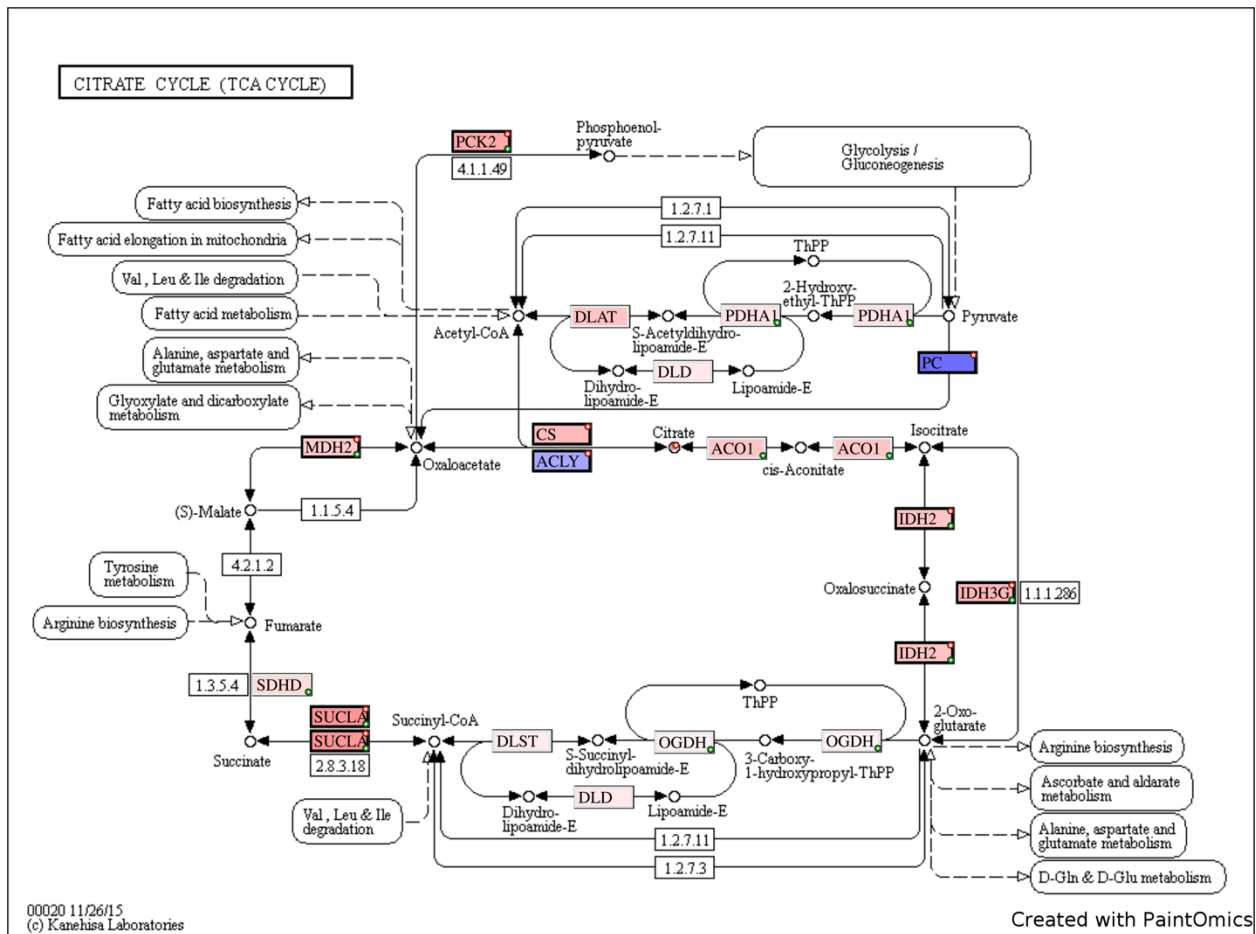 CITRATE CYCLE (TCA CYCLE)
PCK2
4.1.1.49
Phosphoenol-
pyruvate
Glycolysis /
Gluconeogenesis
Fatty acid biosynthesis
Fatty acid elongation in mitochondria
Val , Leu & Ile degradation
Fatty acid metabolism
Alanine, aspartate and
glutamate metabolism
Glyoxylate and dicarboxylate
metabolism
1.2.7.1
1.2.7.11
ThPP
2-Hydroxy-
ethyl-ThPP
Acetyl-CoA
DLAT
S-Acetyldihydro-
lipoamide-E
PDHA1
PDHA1
Pyruvate
DLD
Dihydro-
lipoamide-E
Lipoamide-E
PC
MDH2
Oxaloacetate
CS
ACLY
Citrate
ACO1
cis-Aconitate
ACO1
Isocitrate
(S)-Malate
1.1.5.4
IDH2
4.2.1.2
Tyrosine
metabolism
Arginine biosynthesis
Fumarate
Oxalosuccinate
IDH3G
1.1.1.286
IDH2
1.3.5.4
SDHD
SUCLA
SUCLA
2.8.3.18
Succinate
Succinyl-CoA
DLST
S-Succinyl-
dihydrolipoamide-E
OGDH
ThPP
3-Carboxy-
1-hydroxypropyl-ThPP
OGDH
2-Oxo-
glutarate
DLD
Dihydro-
lipoamide-E
Lipoamide-E
Val , Leu & Ile
degradation
1.2.7.11
1.2.7.3
Arginine biosynthesis
Ascorbate and aldarate
metabolism
Alanine, aspartate and
glutamate metabolism
D-Gln & D-Glu metabolism
00020 11/26/15
(c) Kanehisa Laboratories
Created with PaintOmics